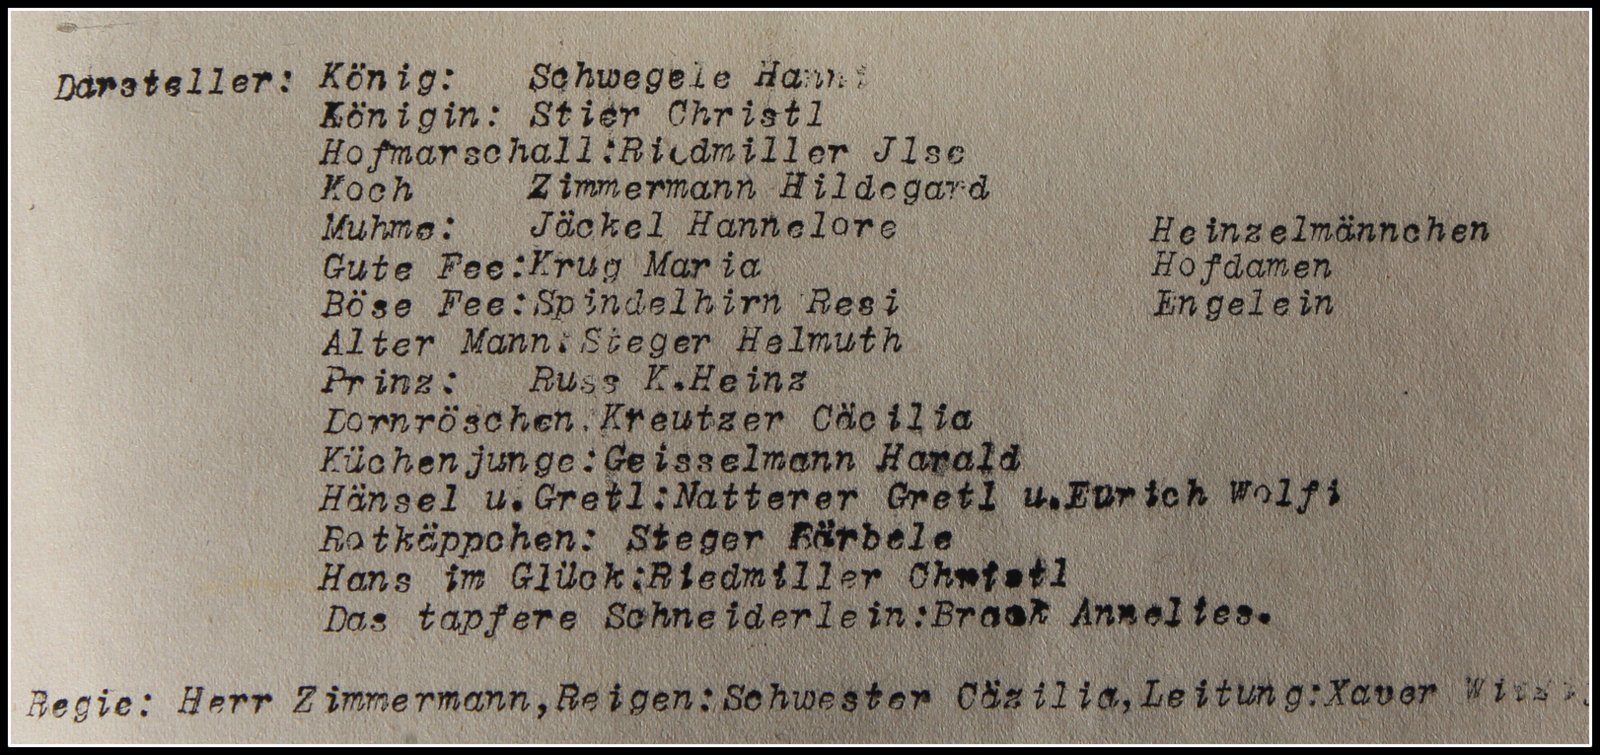 Darsteller: König: Schwegele Hanni
Königin: Stier Christl
Hofmarschall:Riedmiller Jlse
Koch Zimmermann Hildegard
Muhme: Jäckel Hannelore Heinzelmännchen
Gute Fee:Krug Maria Hofdamen
Böse Fee:Spindelhirn Resi Engelein
Alter Mann:Steger Helmuth
Prinz: Russ K.Heinz
Dornröschen.Kreutzer Cäcilia
Küchenjunge:Geisselmann Harald
Hänsel u.Gretl:Natterer Gretl u.Eurich Wolfi
Rotkäppchen: Steger Bärbele
Hans im Glück:Riedmiller Christl
Das tapfere Schneiderlein:Brack Annelies.
Regie: Herr Zimmermann,Reigen:Schwester Cäzilia,Leitung:Xaver